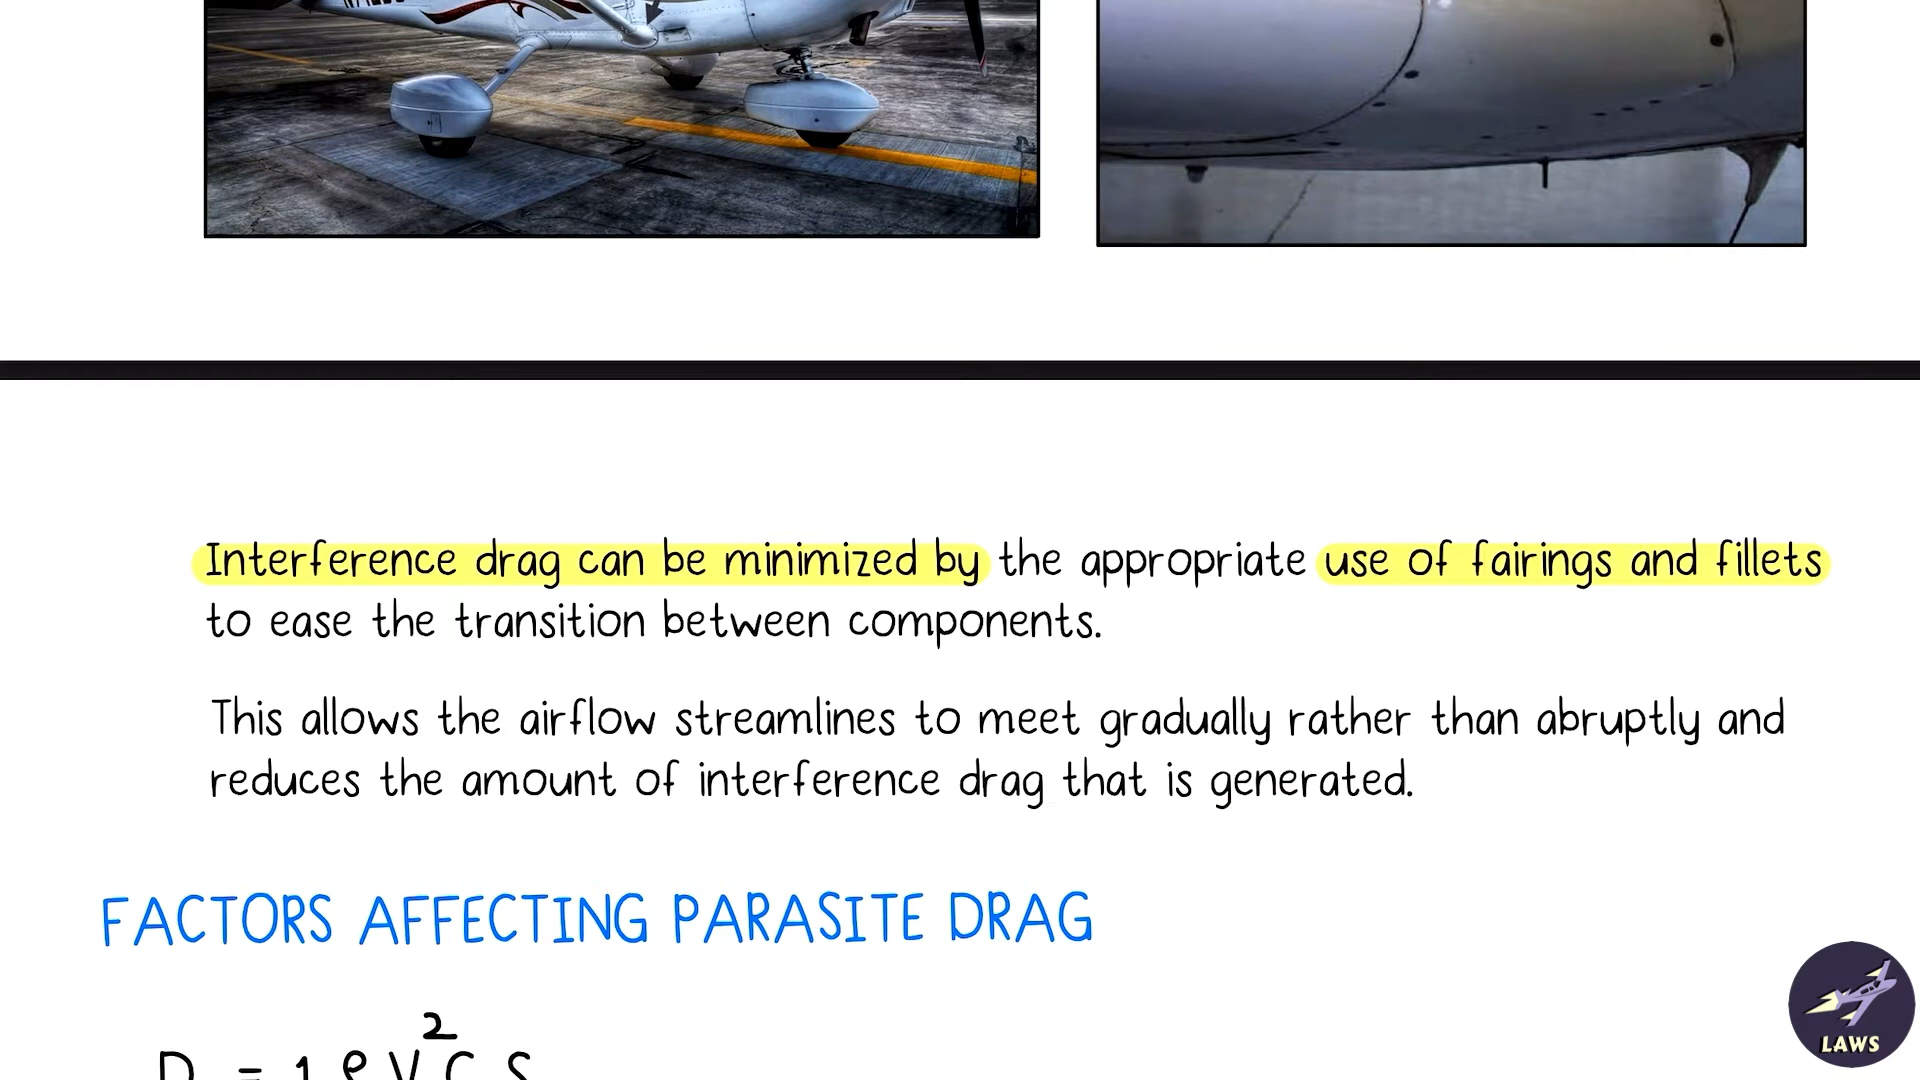 Interference drag can be minimized by the appropriate use of fairings and fillets
to ease the transition between components.
This allows the airflow streamlines to meet gradually rather than abruptly and
reduces the amount of interference drag that is generated.
FACTORS AFFECTING PARASITE DRAG
2
= 1 ρ V
LAWS